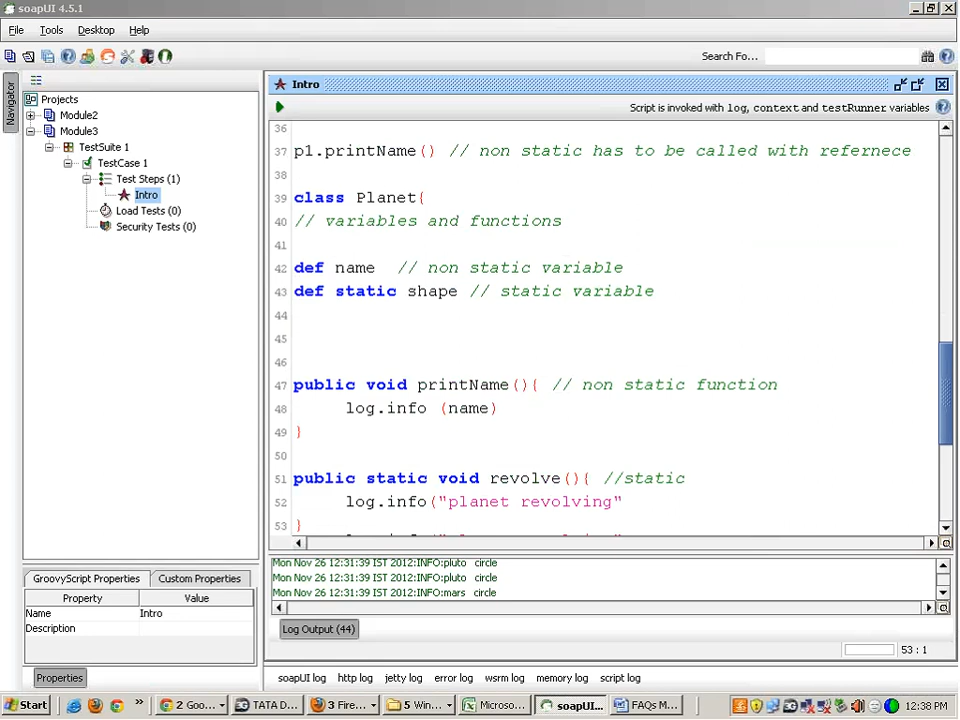 soapUI 4.5.1
File Tools Desktop Help
Search Fo...
Navigator
Projects
Module2
Module3
TestSuite 1
TestCase 1
Test Steps (1)
Intro
Load Tests (0)
Security Tests (0)
GroovyScript Properties Custom Properties
Property Value
Name Intro
Description
Properties
Intro
Script is invoked with log, context and testRunner variables
36
37 p1.printName() // non static has to be called with refernece
38
39 class Planet{
40 // variables and functions
41
42 def name // non static variable
43 def static shape // static variable
44
45
46
47 public void printName(){ // non static function
48 log.info (name)
49 }
50
51 public static void revolve(){ //static
52 log.info("planet revolving"
53 }
Mon Nov 26 12:31:39 IST 2012:INFO:pluto circle
Mon Nov 26 12:31:39 IST 2012:INFO:pluto circle
Mon Nov 26 12:31:39 IST 2012:INFO:mars circle
Log Output (44)
53 : 1
soapUI log http log jetty log error log wsrm log memory log script log
Start » 2 Goo... TATA D... 3 Fire... 5 Win... Microso... soapUI... FAQs M... 12:38 PM